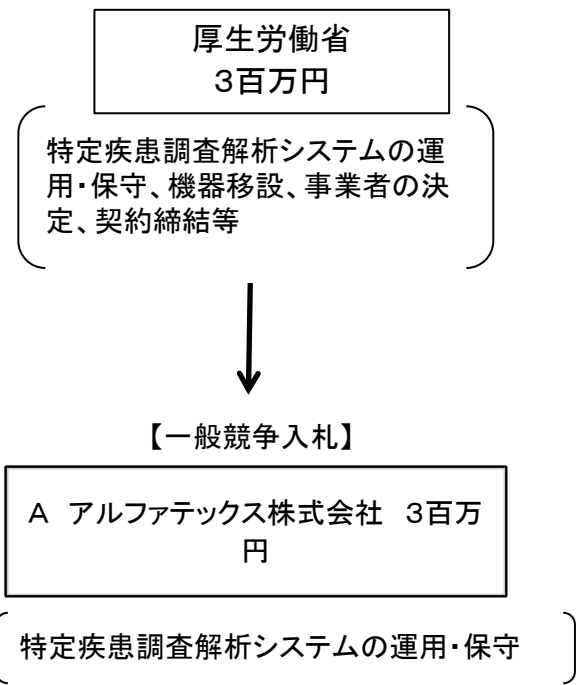 厚生労働省
3百万円
特定疾患調査解析システムの運
用・保守、機器移設、事業者の決
定、契約締結等
【一般競争入札】
A　アルファテックス株式会社　3百万
円
特定疾患調査解析システムの運用・保守